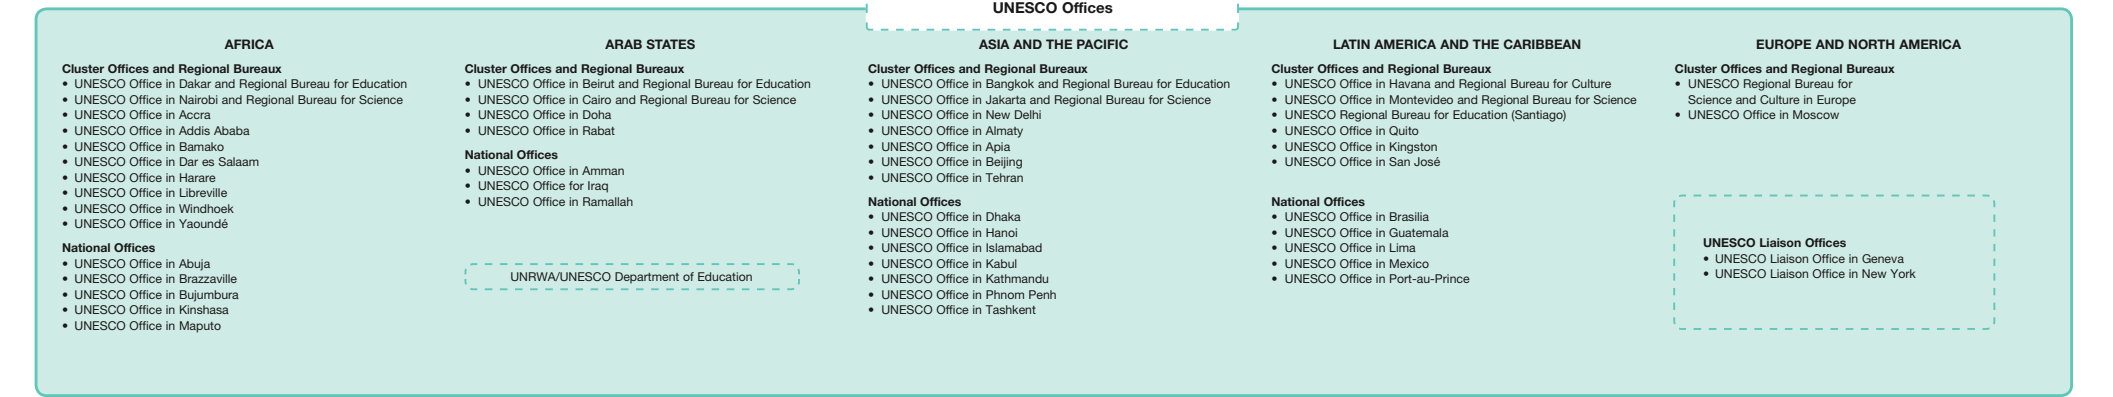 UNESCO Offices
AFRICA
Cluster Offices and Regional Bureaux
• UNESCO Office in Dakar and Regional Bureau for Education
• UNESCO Office in Nairobi and Regional Bureau for Science
• UNESCO Office in Accra
• UNESCO Office in Addis Ababa
• UNESCO Office in Bamako
• UNESCO Office in Dar es Salaam
• UNESCO Office in Harare
• UNESCO Office in Libreville
• UNESCO Office in Windhoek
• UNESCO Office in Yaoundé
National Offices
• UNESCO Office in Abuja
• UNESCO Office in Brazzaville
• UNESCO Office in Bujumbura
• UNESCO Office in Kinshasa
• UNESCO Office in Maputo
ARAB STATES
Cluster Offices and Regional Bureaux
• UNESCO Office in Beirut and Regional Bureau for Education
• UNESCO Office in Cairo and Regional Bureau for Science
• UNESCO Office in Doha
• UNESCO Office in Rabat
National Offices
• UNESCO Office in Amman
• UNESCO Office for Iraq
• UNESCO Office in Ramallah
UNRWA/UNESCO Department of Education
ASIA AND THE PACIFIC
Cluster Offices and Regional Bureaux
• UNESCO Office in Bangkok and Regional Bureau for Education
• UNESCO Office in Jakarta and Regional Bureau for Science
• UNESCO Office in New Delhi
• UNESCO Office in Almaty
• UNESCO Office in Apia
• UNESCO Office in Beijing
• UNESCO Office in Tehran
National Offices
• UNESCO Office in Dhaka
• UNESCO Office in Hanoi
• UNESCO Office in Islamabad
• UNESCO Office in Kabul
• UNESCO Office in Kathmandu
• UNESCO Office in Phnom Penh
• UNESCO Office in Tashkent
LATIN AMERICA AND THE CARIBBEAN
Cluster Offices and Regional Bureaux
• UNESCO Office in Havana and Regional Bureau for Culture
• UNESCO Office in Montevideo and Regional Bureau for Science
• UNESCO Regional Bureau for Education (Santiago)
• UNESCO Office in Quito
• UNESCO Office in Kingston
• UNESCO Office in San José
National Offices
• UNESCO Office in Brasilia
• UNESCO Office in Guatemala
• UNESCO Office in Lima
• UNESCO Office in Mexico
• UNESCO Office in Port-au-Prince
EUROPE AND NORTH AMERICA
Cluster Offices and Regional Bureaux
• UNESCO Regional Bureau for
Science and Culture in Europe
• UNESCO Office in Moscow
UNESCO Liaison Offices
• UNESCO Liaison Office in Geneva
• UNESCO Liaison Office in New York